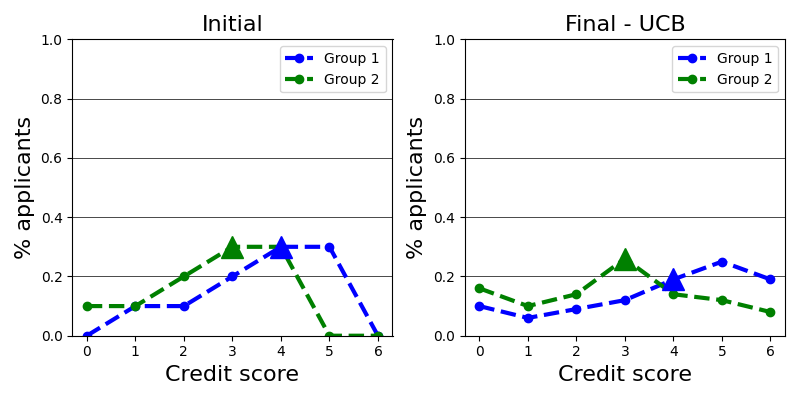 Initial
% applicants
1.0
0.8
0.6
0.4
0.2
0.0
Group 1
Group 2
0 1 2 3 4 5 6
Credit score
Final - UCB
% applicants
1.0
0.8
0.6
0.4
0.2
0.0
Group 1
Group 2
0 1 2 3 4 5 6
Credit score